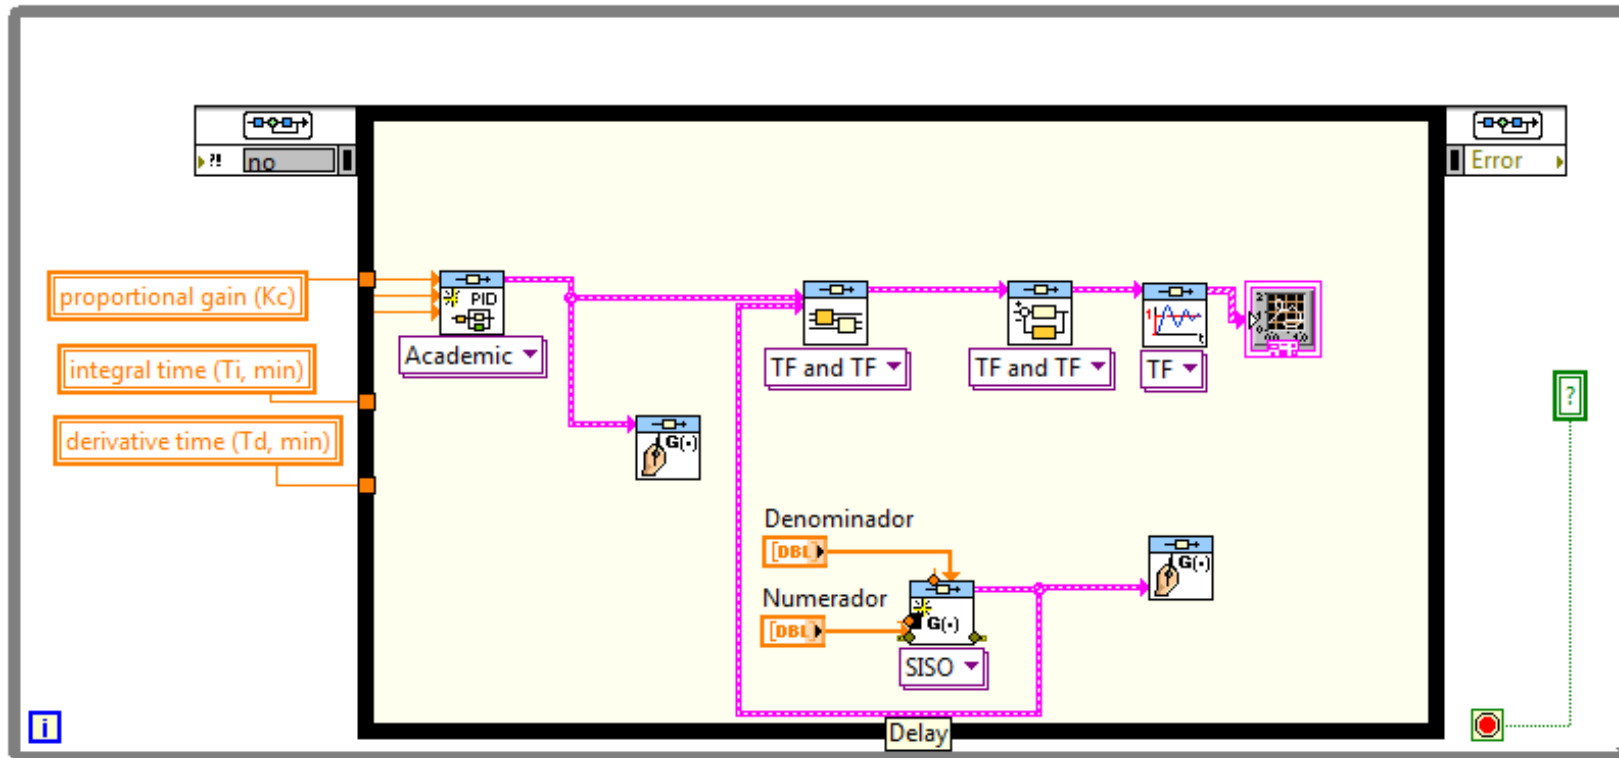 ?! no
Error
proportional gain (Kc)
PID
Academic
integral time (Ti, min)
TF and TF
TF and TF
TF
derivative time (Td, min)
G(·)
?
Denominador
[DBL]
G(·)
Numerador
[DBL]
G(·)
SISO
i
Delay